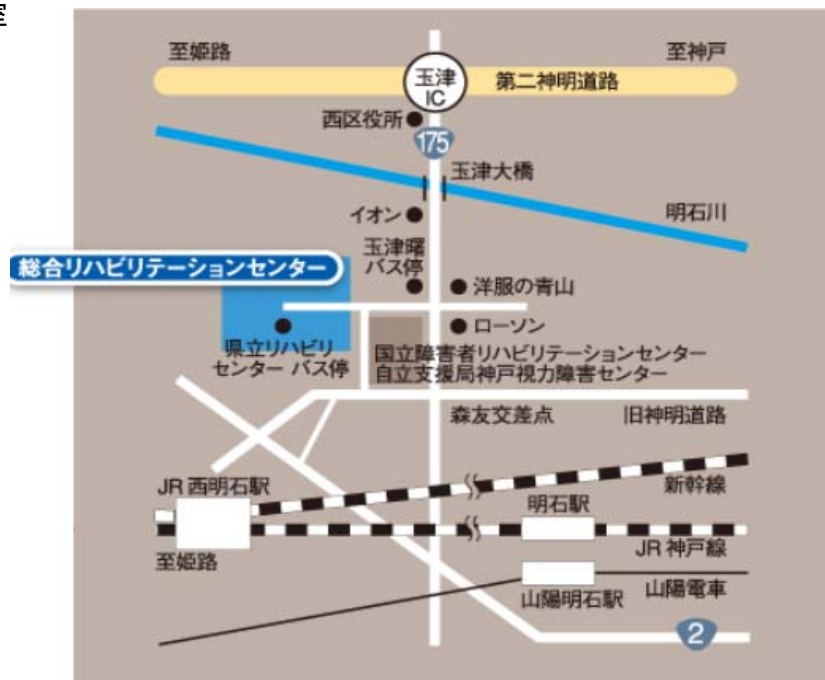 室
至姫路
至神戸
玉津
IC
第二神明道路
西区役所
175
玉津大橋
イオン
明石川
玉津曙
バス停
総合リハビリテーションセンター
洋服の青山
ローソン
県立リハビリ
センター バス停
国立障害者リハビリテーションセンター
自立支援局神戸視力障害センター
森友交差点
旧神明道路
JR 西明石駅
新幹線
明石駅
JR 神戸線
至姫路
山陽電車
山陽明石駅
2